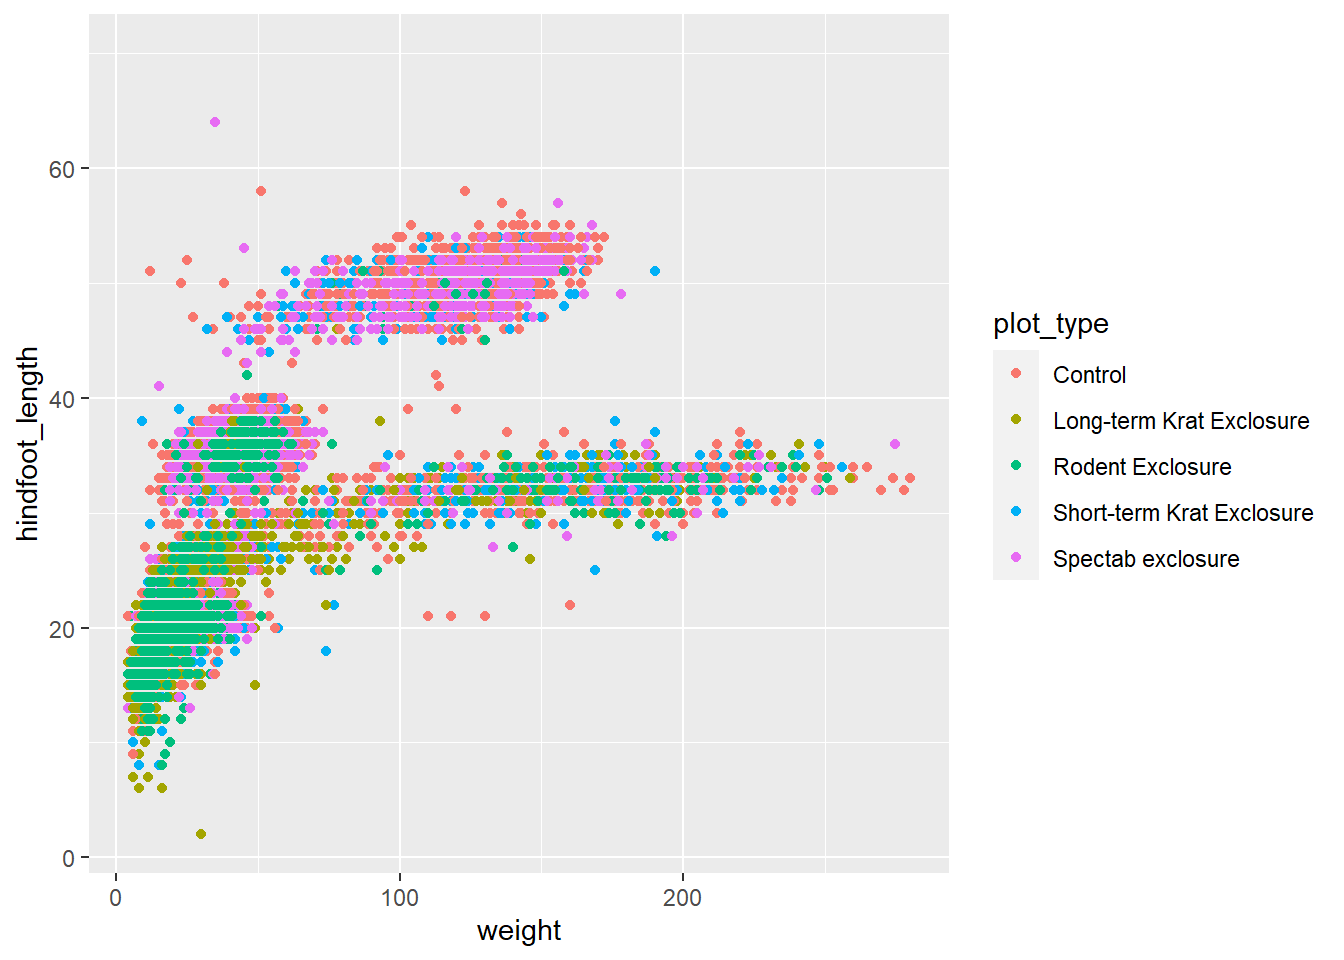 60
40
20
0
hindfoot_length
0 100 200
weight
plot_type
Control
Long-term Krat Exclosure
Rodent Exclosure
Short-term Krat Exclosure
Spectab exclosure